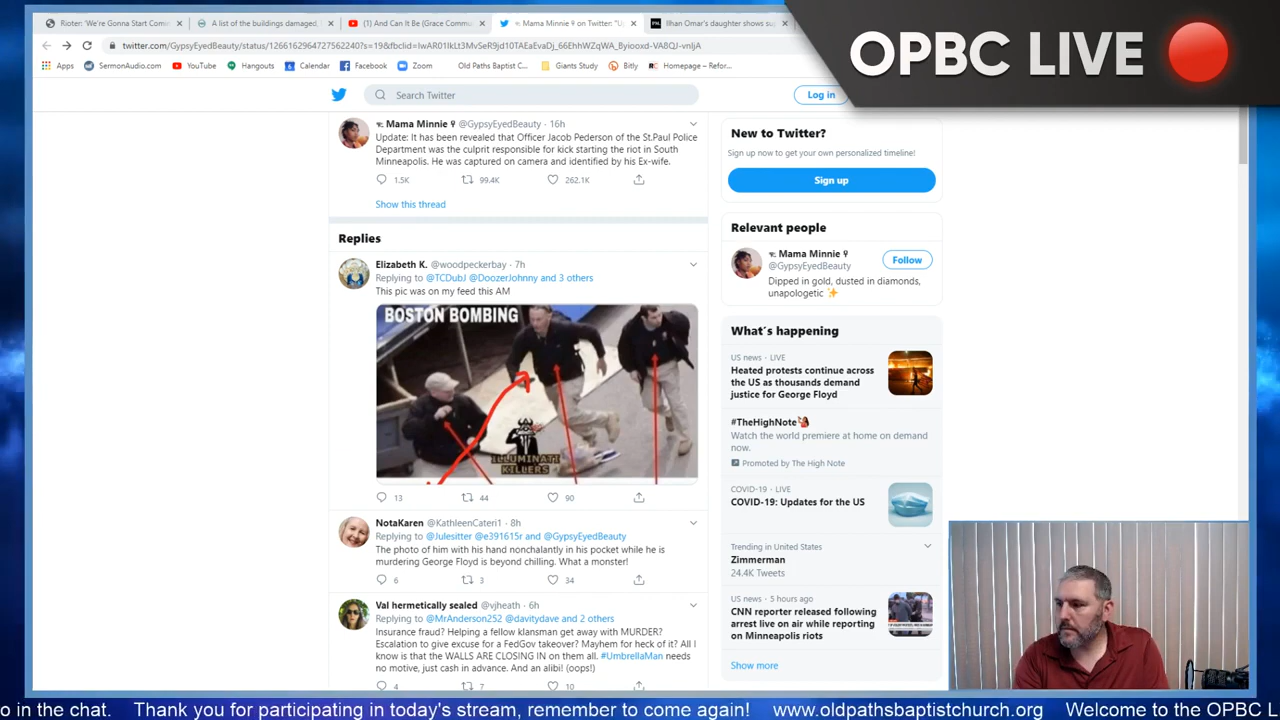 Rioter: 'We're Gonna Start Comi
A list of the buildings damaged,
(1) And Can It Be (Grace Commu
Mama Minnie on Twitter: "U
Ilhan Omar's daughter shows su
OPBC LIVE
Apps
SermonAudio.com
YouTube
Hangouts
Calendar
Facebook
Zoom
Old Paths Baptist C...
Giants Study
Bitly
Homepage – Refor...
Search Twitter
Log in
Mama Minnie @GypsyEyedBeauty · 16h
Update: It has been revealed that Officer Jacob Pederson of the St.Paul Police
Department was the culprit responsible for kick starting the riot in South
Minneapolis. He was captured on camera and identified by his Ex-wife.
1.5K 99.4K 262.1K
Show this thread
Replies
Elizabeth K. @woodpeckerbay · 7h
Replying to @TCDubJ @DoozerJohnny and 3 others
This pic was on my feed this AM
BOSTON BOMBING
ILLUMINATI
KILLERS
13 44 90
NotaKaren @KathleenCateri1 · 8h
Replying to @Julesitter @e391615r and @GypsyEyedBeauty
The photo of him with his hand nonchalantly in his pocket while he is
murdering George Floyd is beyond chilling. What a monster!
6 3 34
Val hermetically sealed @vjheath · 6h
Replying to @MrAnderson252 @davitydave and 2 others
Insurance fraud? Helping a fellow klansman get away with MURDER?
Escalation to give excuse for a FedGov takeover? Mayhem for heck of it? All I
know is that the WALLS ARE CLOSING IN on them all. #UmbrellaMan needs
no motive, just cash in advance. And an alibi! (oops!)
4 7 10
New to Twitter?
Sign up now to get your own personalized timeline!
Sign up
Relevant people
Mama Minnie
@GypsyEyedBeauty
Follow
Dipped in gold, dusted in diamonds,
unapologetic ✨
What's happening
US news · LIVE
Heated protests continue across
the US as thousands demand
justice for George Floyd
#TheHighNote
Watch the world premiere at home on demand
now.
Promoted by The High Note
COVID-19 · LIVE
COVID-19: Updates for the US
Trending in United States
Zimmerman
24.4K Tweets
US news · 5 hours ago
CNN reporter released following
arrest live on air while reporting
on Minneapolis riots
Show more
o in the chat. Thank you for participating in today's stream, remember to come again! www.oldpathsbaptistchurch.org Welcome to the OPBC L